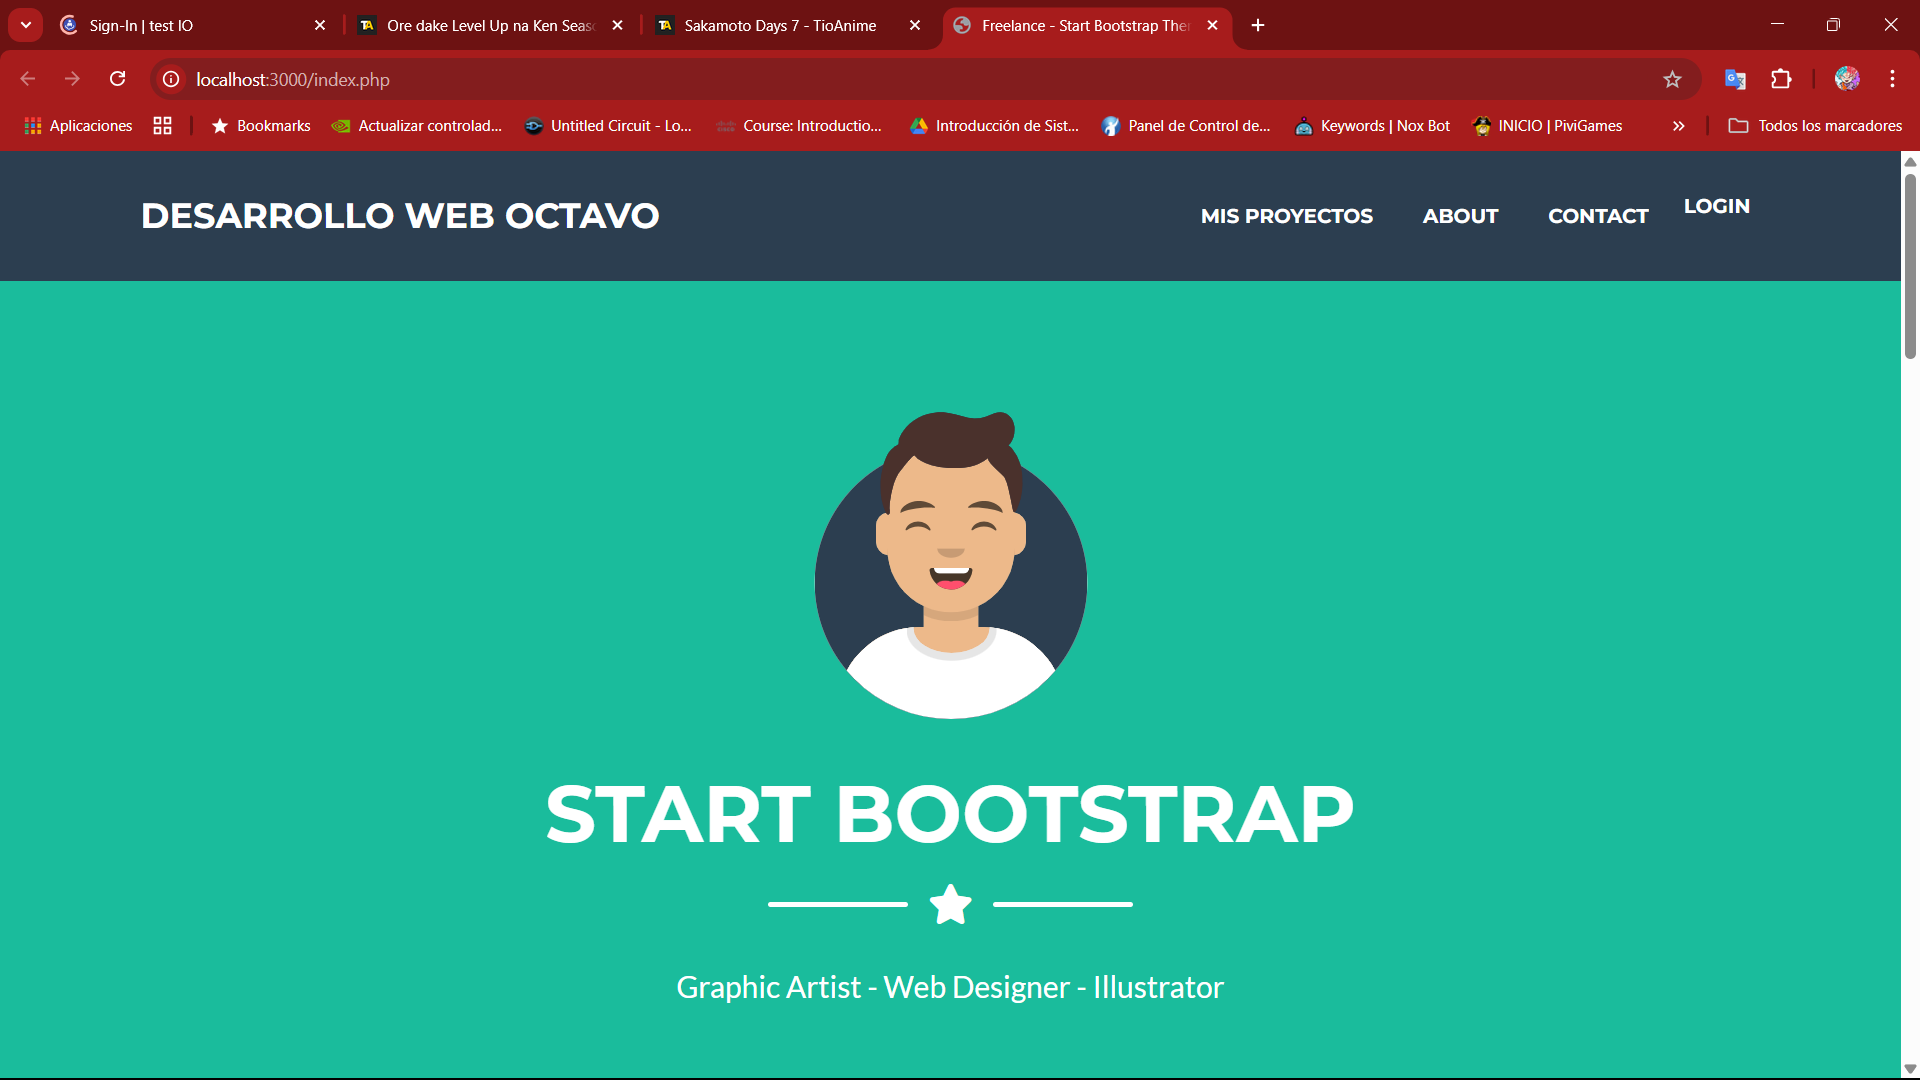 Sign-In | test IO
Ore dake Level Up na Ken Seas
Sakamoto Days 7 - TioAnime
Freelance - Start Bootstrap The
localhost:3000/index.php
Aplicaciones
Bookmarks
Actualizar controlad...
Untitled Circuit - Lo...
Course: Introductio...
Introducción de Sist...
Panel de Control de...
Keywords | Nox Bot
INICIO | PiviGames
Todos los marcadores
DESARROLLO WEB OCTAVO
MIS PROYECTOS
ABOUT
CONTACT
LOGIN
START BOOTSTRAP
Graphic Artist - Web Designer - Illustrator